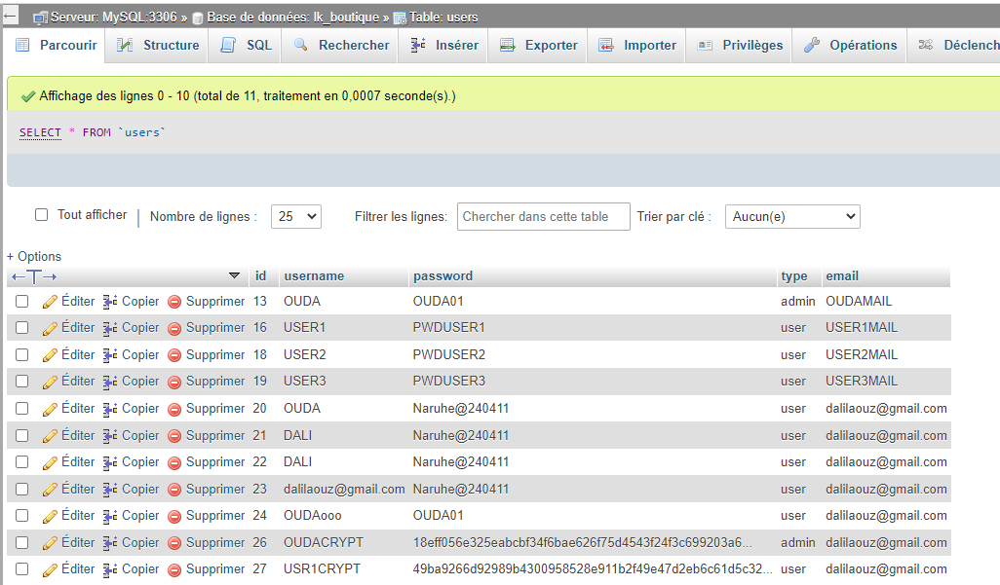 Serveur: MySQL:3306 » Base de données: lk_boutique » Table: users
Parcourir Structure SQL Rechercher Insérer Exporter Importer Privilèges Opérations Déclench
Affichage des lignes 0 - 10 (total de 11, traitement en 0,0007 seconde(s).)
SELECT * FROM `users`
Tout afficher | Nombre de lignes : 25 Filtrer les lignes: Chercher dans cette table Trier par clé : Aucun(e)
+ Options
←T→ id username password type email
Éditer Copier Supprimer 13 OUDA OUDA01 admin OUDAMAIL
Éditer Copier Supprimer 16 USER1 PWDUSER1 user USER1MAIL
Éditer Copier Supprimer 18 USER2 PWDUSER2 user USER2MAIL
Éditer Copier Supprimer 19 USER3 PWDUSER3 user USER3MAIL
Éditer Copier Supprimer 20 OUDA Naruhe@240411 user dalilaouz@gmail.com
Éditer Copier Supprimer 21 DALI Naruhe@240411 user dalilaouz@gmail.com
Éditer Copier Supprimer 22 DALI Naruhe@240411 user dalilaouz@gmail.com
Éditer Copier Supprimer 23 dalilaouz@gmail.com Naruhe@240411 user dalilaouz@gmail.com
Éditer Copier Supprimer 24 OUDAooo OUDA01 user dalilaouz@gmail.com
Éditer Copier Supprimer 26 OUDACRYPT 18eff056e325eabcbf34f6bae626f75d4543f24f3c699203a6... admin dalilaouz@gmail.com
Éditer Copier Supprimer 27 USR1CRYPT 49ba9266d92989b4300958528e911b2f49e47d2eb6c61d5c32... user dalilaouz@gmail.com